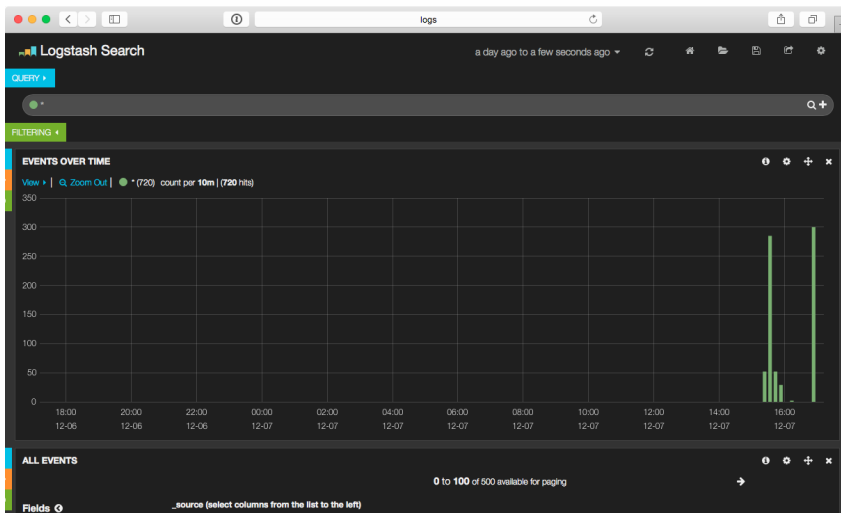 logs
Logstash Search
a day ago to a few seconds ago
QUERY
*
FILTERING
EVENTS OVER TIME
View | Zoom Out | * (720) count per 10m | (720 hits)
350
300
250
200
150
100
50
0
18:00 20:00 22:00 00:00 02:00 04:00 06:00 08:00 10:00 12:00 14:00 16:00
12-06 12-06 12-06 12-07 12-07 12-07 12-07 12-07 12-07 12-07 12-07 12-07
ALL EVENTS
0 to 100 of 500 available for paging
Fields _source (select columns from the list to the left)